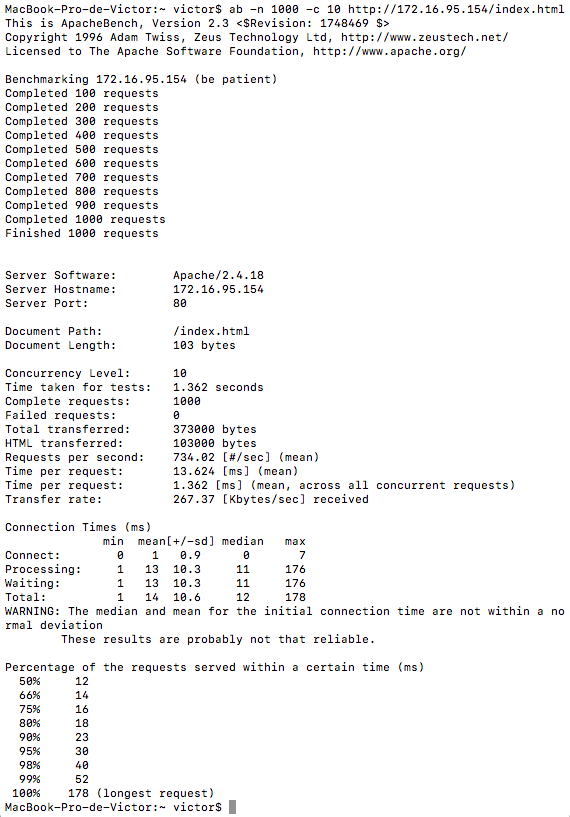 MacBook-Pro-de-Victor:~ victor$ ab -n 1000 -c 10 http://172.16.95.154/index.html
This is ApacheBench, Version 2.3 <$Revision: 1748469 $>
Copyright 1996 Adam Twiss, Zeus Technology Ltd, http://www.zeustech.net/
Licensed to The Apache Software Foundation, http://www.apache.org/

Benchmarking 172.16.95.154 (be patient)
Completed 100 requests
Completed 200 requests
Completed 300 requests
Completed 400 requests
Completed 500 requests
Completed 600 requests
Completed 700 requests
Completed 800 requests
Completed 900 requests
Completed 1000 requests
Finished 1000 requests


Server Software:        Apache/2.4.18
Server Hostname:        172.16.95.154
Server Port:            80

Document Path:          /index.html
Document Length:        103 bytes

Concurrency Level:      10
Time taken for tests:   1.362 seconds
Complete requests:      1000
Failed requests:        0
Total transferred:      373000 bytes
HTML transferred:       103000 bytes
Requests per second:    734.02 [#/sec] (mean)
Time per request:       13.624 [ms] (mean)
Time per request:       1.362 [ms] (mean, across all concurrent requests)
Transfer rate:          267.37 [Kbytes/sec] received

Connection Times (ms)
              min  mean[+/-sd] median   max
Connect:        0    1   0.9      0       7
Processing:     1   13  10.3     11     176
Waiting:        1   13  10.3     11     176
Total:          1   14  10.6     12     178
WARNING: The median and mean for the initial connection time are not within a no
rmal deviation
        These results are probably not that reliable.

Percentage of the requests served within a certain time (ms)
  50%     12
  66%     14
  75%     16
  80%     18
  90%     23
  95%     30
  98%     40
  99%     52
 100%    178 (longest request)
MacBook-Pro-de-Victor:~ victor$